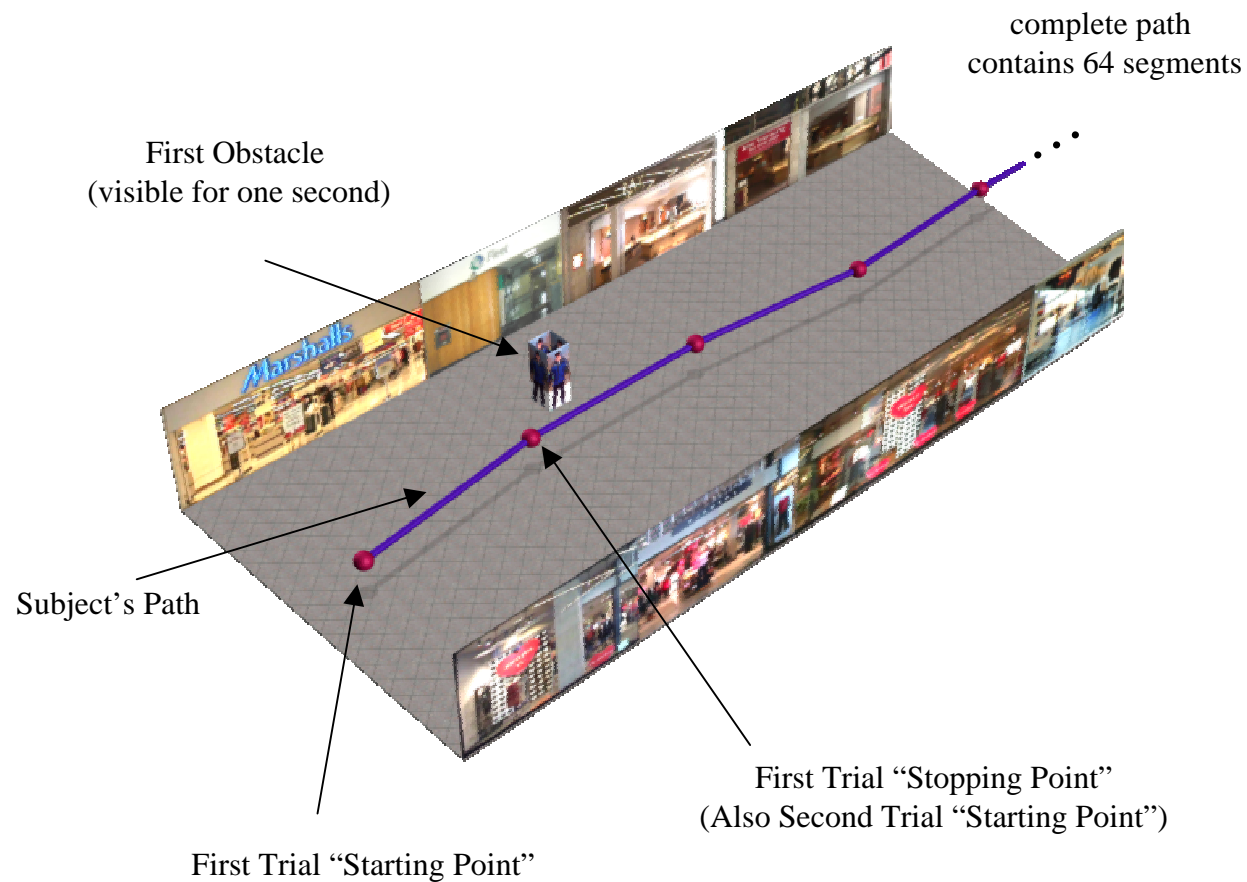 complete path
contains 64 segments
First Obstacle
(visible for one second)
Marshalls
Subject’s Path
First Trial “Stopping Point”
(Also Second Trial “Starting Point”)
First Trial “Starting Point”